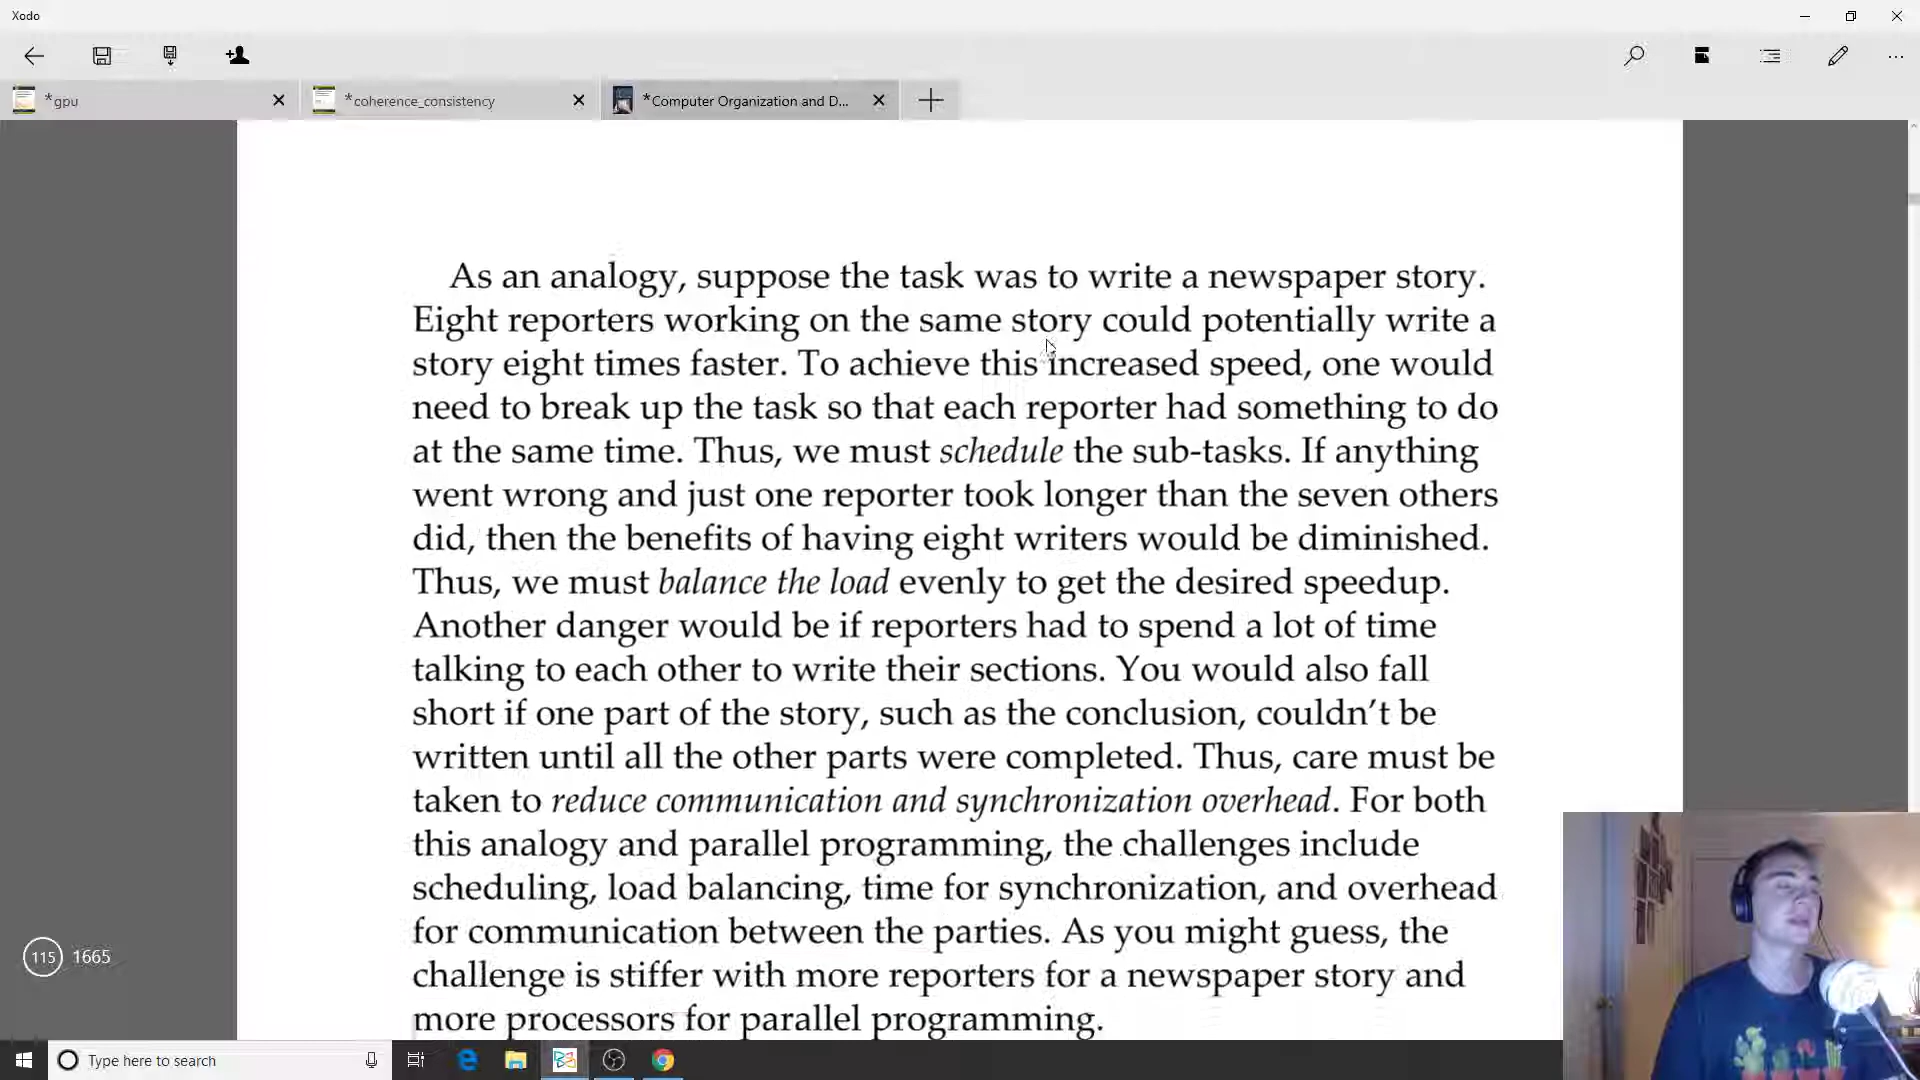 Xodo
*gpu
*coherence_consistency
*Computer Organization and D...
As an analogy, suppose the task was to write a newspaper story.
Eight reporters working on the same story could potentially write a
story eight times faster. To achieve this increased speed, one would
need to break up the task so that each reporter had something to do
at the same time. Thus, we must schedule the sub-tasks. If anything
went wrong and just one reporter took longer than the seven others
did, then the benefits of having eight writers would be diminished.
Thus, we must balance the load evenly to get the desired speedup.
Another danger would be if reporters had to spend a lot of time
talking to each other to write their sections. You would also fall
short if one part of the story, such as the conclusion, couldn’t be
written until all the other parts were completed. Thus, care must be
taken to reduce communication and synchronization overhead. For both
this analogy and parallel programming, the challenges include
scheduling, load balancing, time for synchronization, and overhead
for communication between the parties. As you might guess, the
challenge is stiffer with more reporters for a newspaper story and
more processors for parallel programming.
115 1665
Type here to search